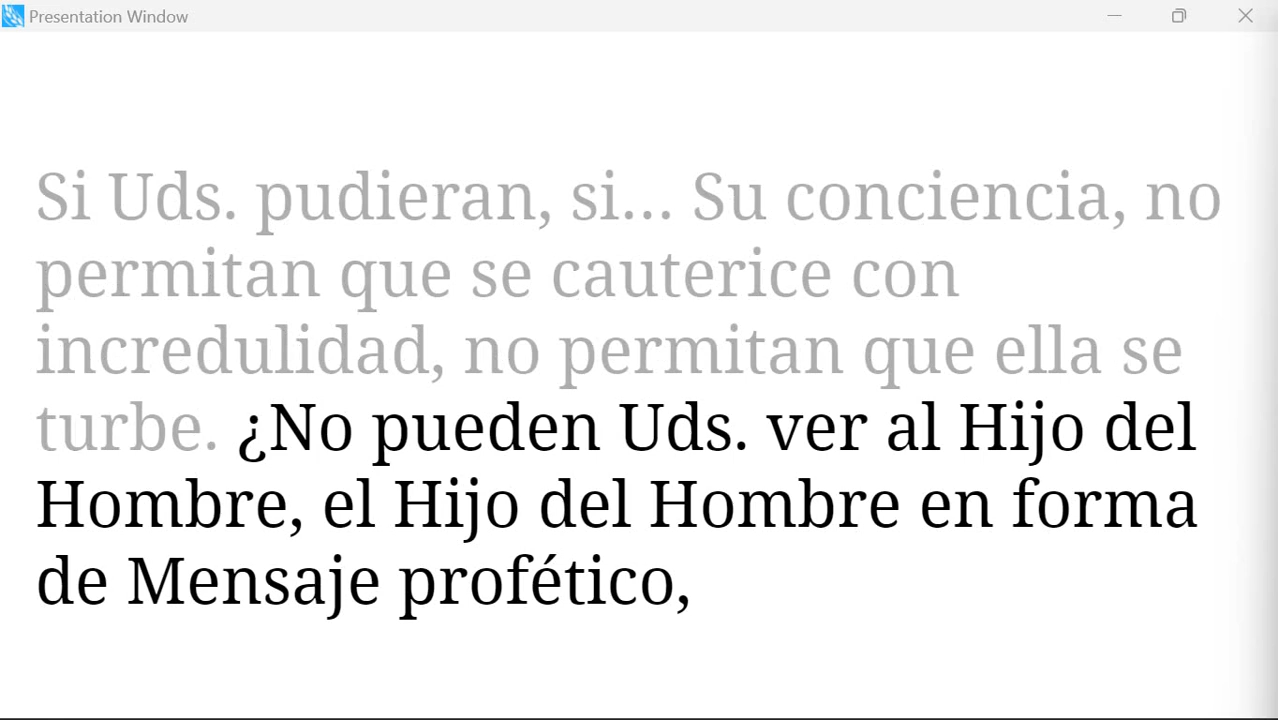 Presentation Window
Si Uds. pudieran, si... Su conciencia, no
permitan que se cauterice con
incredulidad, no permitan que ella se
turbe. ¿No pueden Uds. ver al Hijo del
Hombre, el Hijo del Hombre en forma
de Mensaje profético,